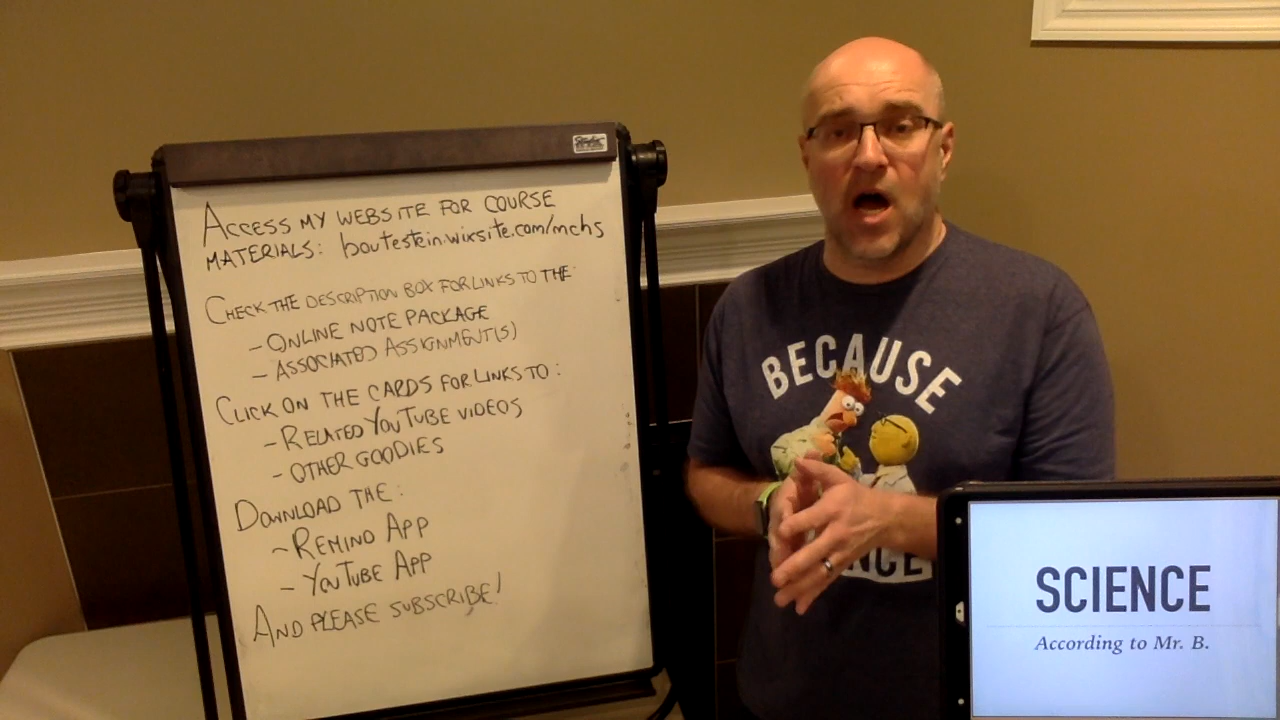 ACCESS MY WEBSITE FOR COURSE
MATERIALS: boutestein.wixsite.com/mchs
CHECK THE DESCRIPTION BOX FOR LINKS TO THE:
- ONLINE NOTE PACKAGE
- ASSOCIATED ASSIGNMENT(S)
CLICK ON THE CARDS FOR LINKS TO:
- RELATED YOUTUBE VIDEOS
- OTHER GOODIES
DOWNLOAD THE:
- REMIND APP
- YOUTUBE APP
AND PLEASE SUBSCRIBE!
BECAUSE
SCIENCE
According to Mr. B.